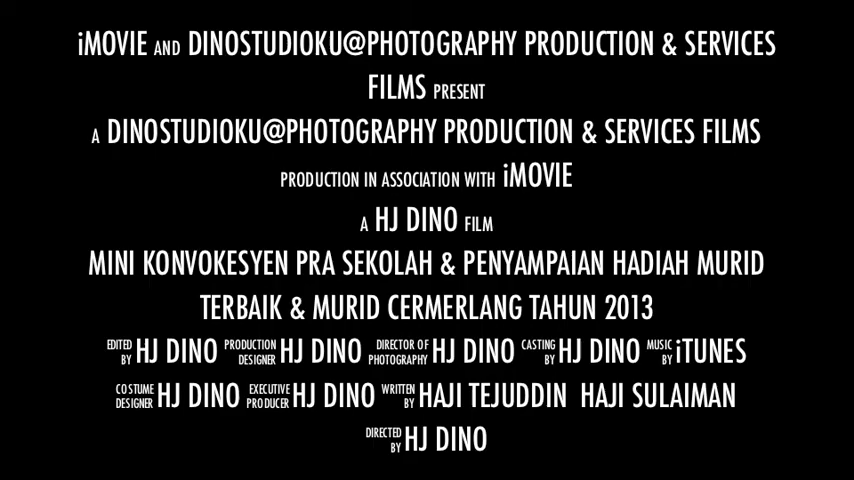 iMOVIE AND DINOSTUDIOKU@PHOTOGRAPHY PRODUCTION & SERVICES
FILMS PRESENT
A DINOSTUDIOKU@PHOTOGRAPHY PRODUCTION & SERVICES FILMS
PRODUCTION IN ASSOCIATION WITH iMOVIE
A HJ DINO FILM
MINI KONVOKESYEN PRA SEKOLAH & PENYAMPAIAN HADIAH MURID
TERBAIK & MURID CERMERLANG TAHUN 2013
EDITED BY HJ DINO PRODUCTION DESIGNER HJ DINO DIRECTOR OF PHOTOGRAPHY HJ DINO CASTING BY HJ DINO MUSIC BY iTUNES
COSTUME DESIGNER HJ DINO EXECUTIVE PRODUCER HJ DINO WRITTEN BY HAJI TEJUDDIN HAJI SULAIMAN
DIRECTED BY HJ DINO